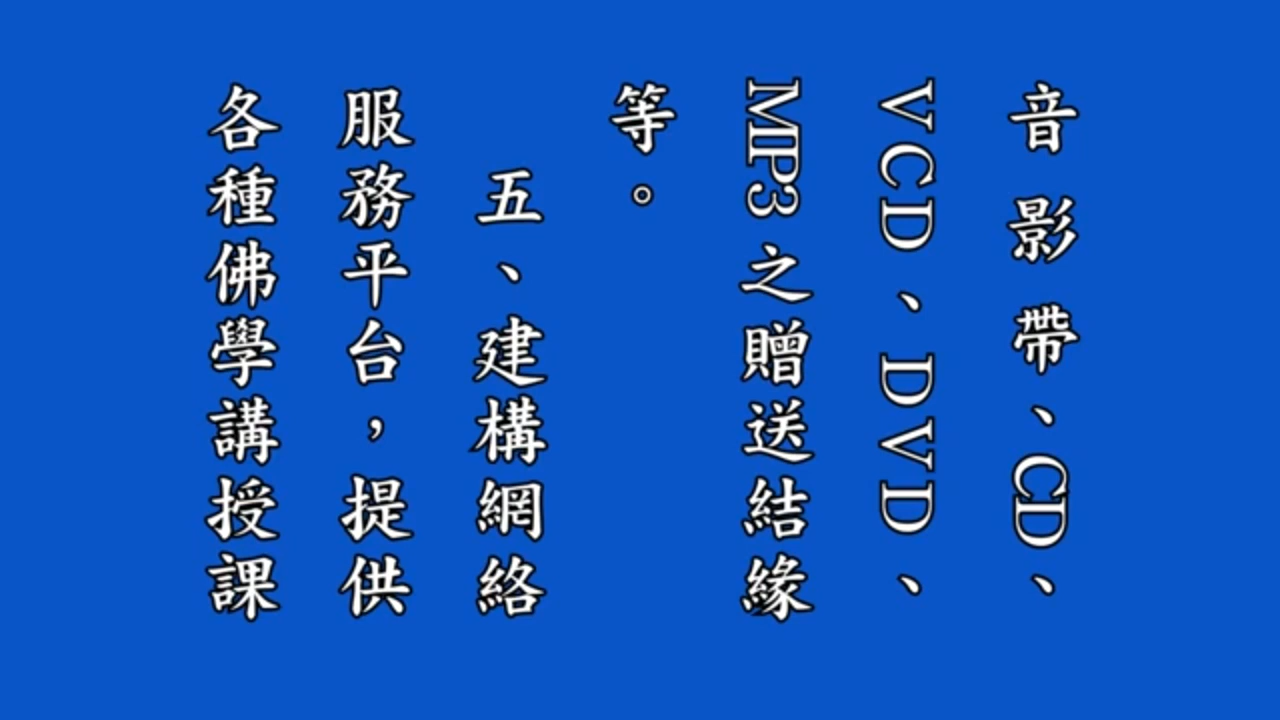 音影帶、CD、
VCD、DVD、
MP3之贈送結緣
等。
五、建構網絡
服務平台，提供
各種佛學講授課